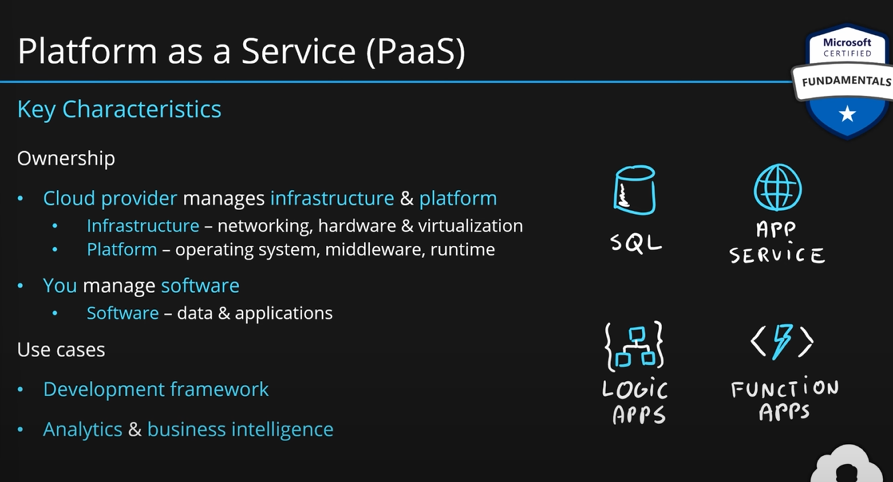 Platform as a Service (PaaS)
Microsoft
CERTIFIED
FUNDAMENTALS
Key Characteristics
Ownership
• Cloud provider manages infrastructure & platform
• Infrastructure – networking, hardware & virtualization
• Platform – operating system, middleware, runtime
• You manage software
• Software – data & applications
Use cases
• Development framework
• Analytics & business intelligence
SQL
APP
SERViCE
LOGiC
APPS
FUNCTiON
APPS